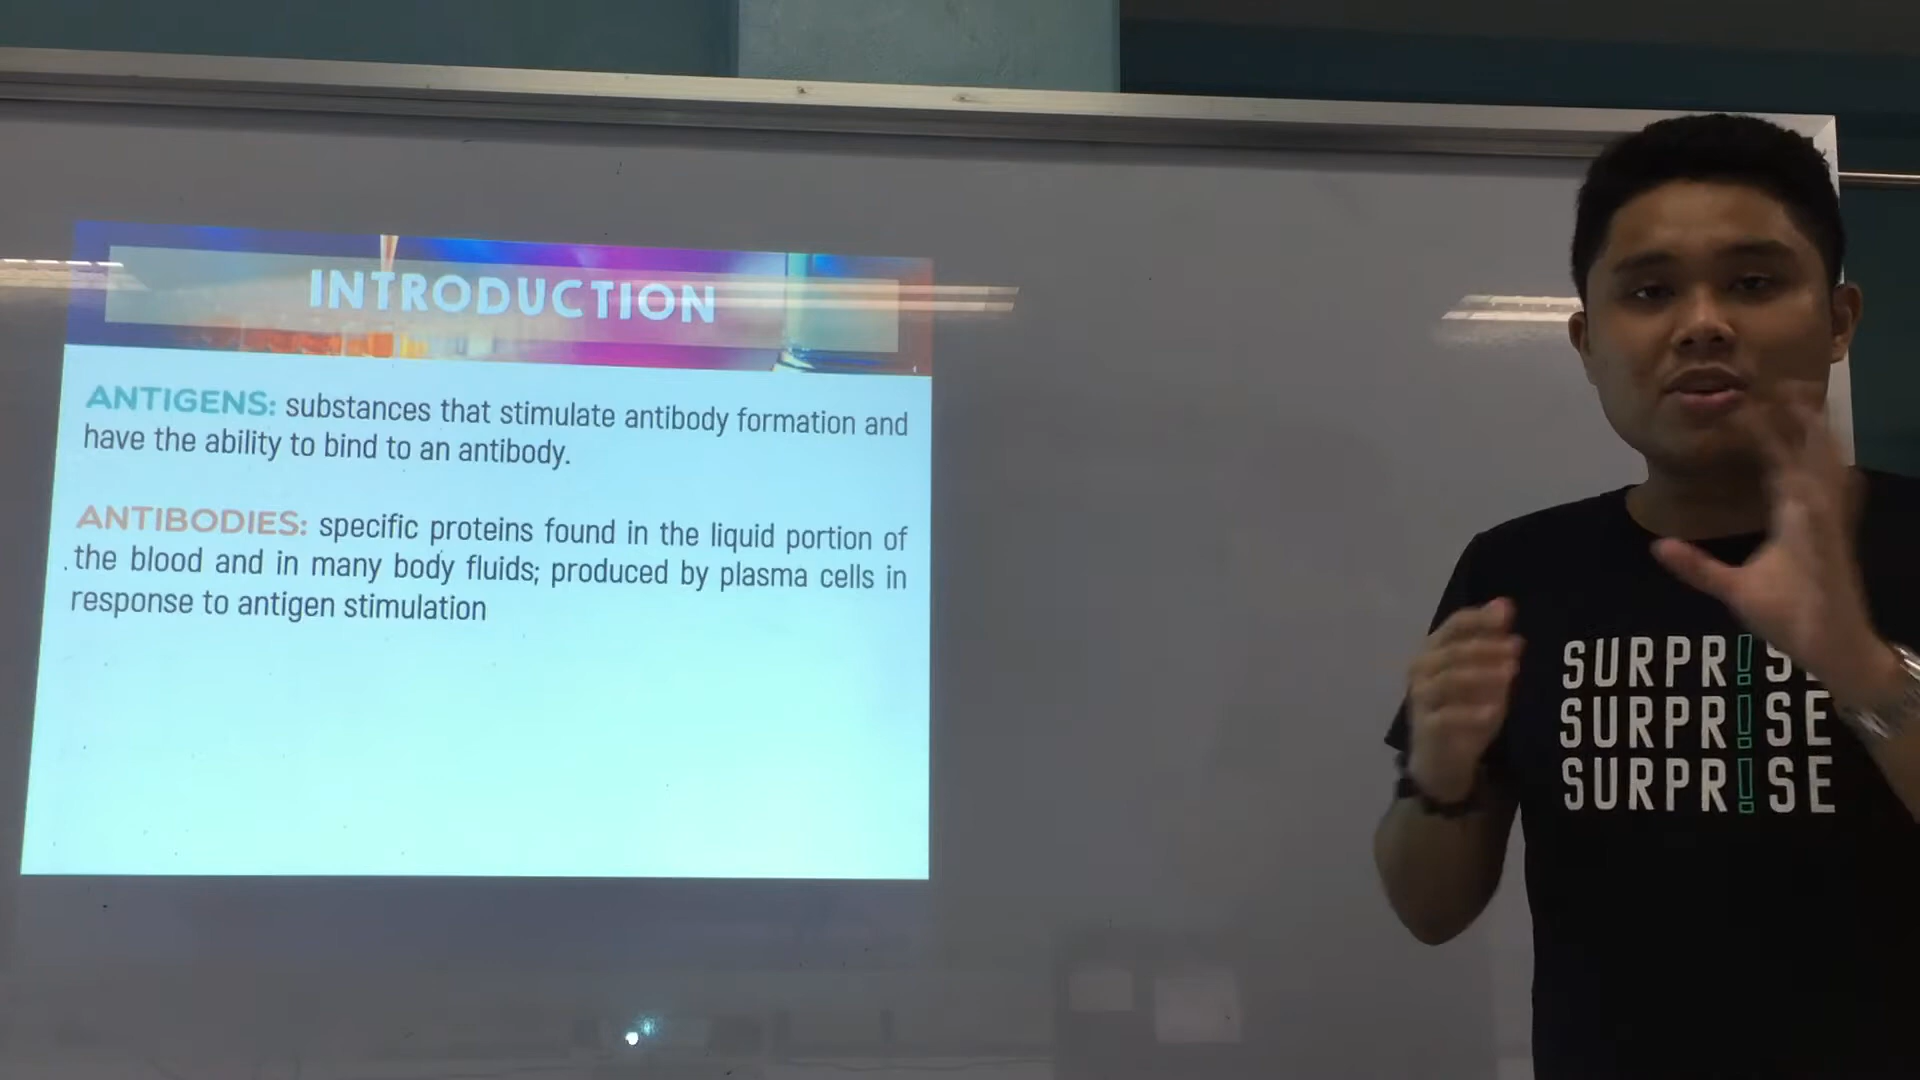 INTRODUCTION
ANTIGENS: substances that stimulate antibody formation and
have the ability to bind to an antibody.
ANTIBODIES: specific proteins found in the liquid portion of
the blood and in many body fluids; produced by plasma cells in
response to antigen stimulation
SURPR!SE
SURPR!SE
SURPR!SE